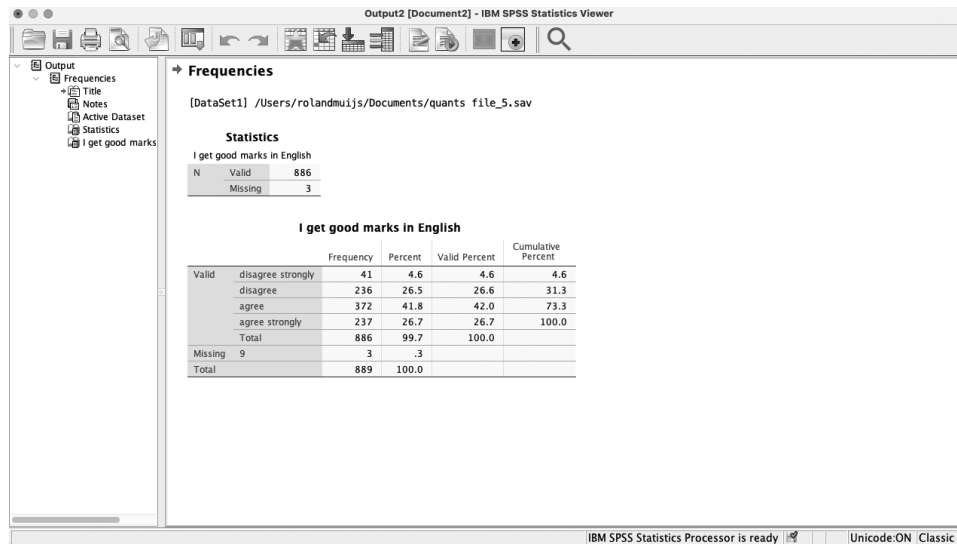 Output2 [Document2] - IBM SPSS Statistics Viewer
Output
Frequencies
Title
Notes
Active Dataset
Statistics
I get good marks
Frequencies
[DataSet1] /Users/rolandmuijs/Documents/quants file_5.sav
Statistics
I get good marks in English
N Valid 886
Missing 3
I get good marks in English
Frequency Percent Valid Percent Cumulative Percent
Valid disagree strongly 41 4.6 4.6 4.6
disagree 236 26.5 26.6 31.3
agree 372 41.8 42.0 73.3
agree strongly 237 26.7 26.7 100.0
Total 886 99.7 100.0
Missing 9 3 .3
Total 889 100.0
IBM SPSS Statistics Processor is ready Unicode:ON Classic